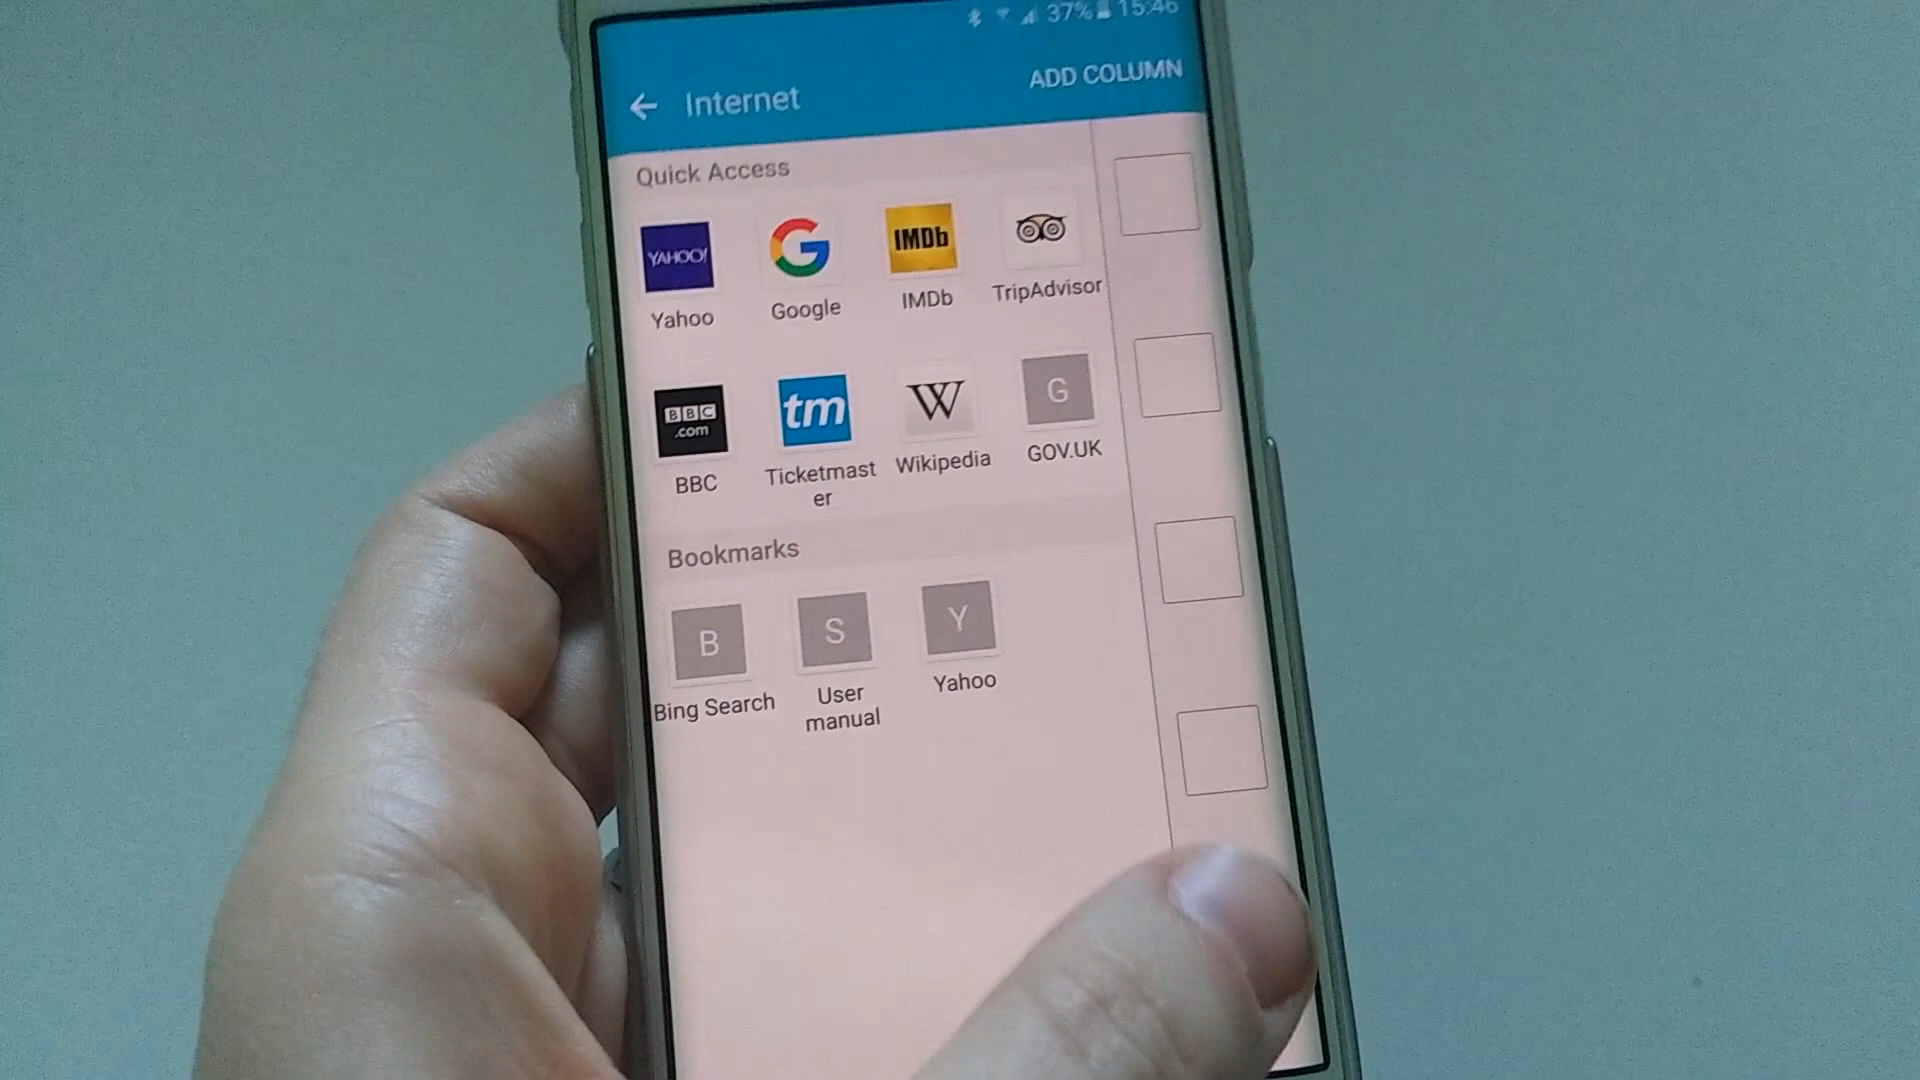 37% 15:46
ADD COLUMN
Internet
Quick Access
YAHOO!
IMDb
Yahoo
Google
IMDb
TripAdvisor
BBC
.com
tm
W
G
BBC
Ticketmast
er
Wikipedia
GOV.UK
Bookmarks
B
S
Y
Bing Search
User
manual
Yahoo